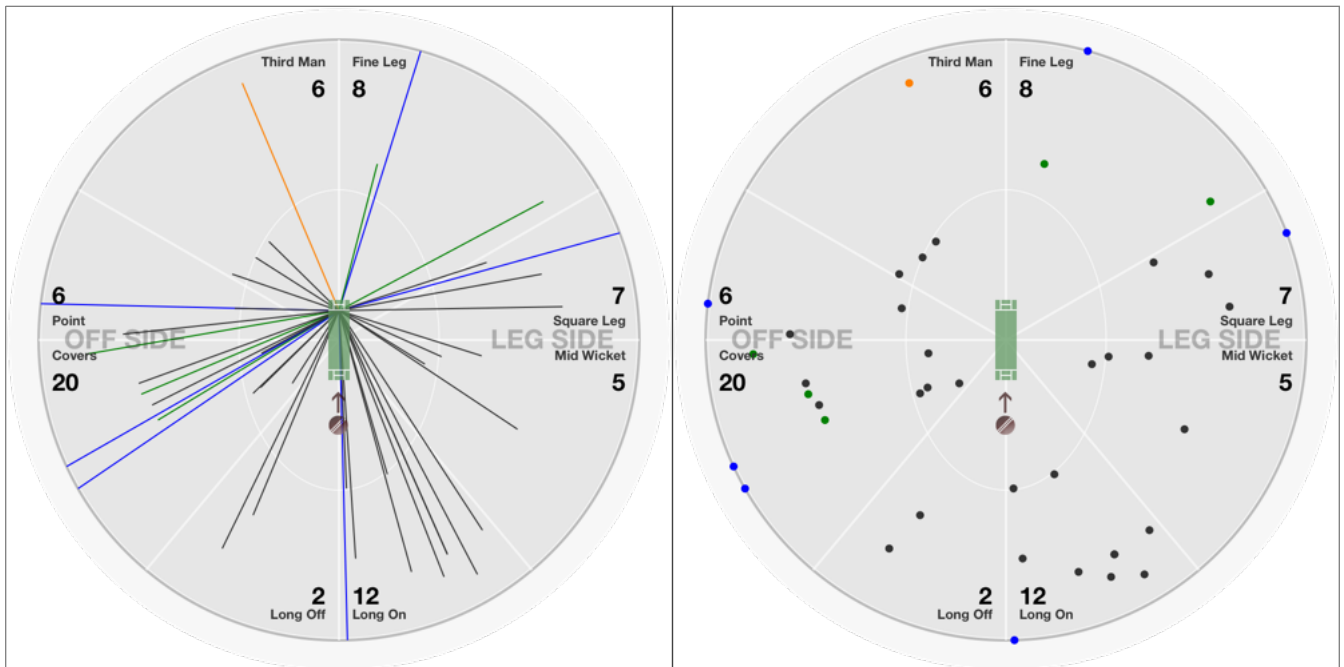 Third Man Fine Leg
6 8
6 7
Point Square Leg
OFF SIDE LEG SIDE
Covers Mid Wicket
20 5
2 12
Long Off Long On
Third Man Fine Leg
6 8
6 7
Point Square Leg
OFF SIDE LEG SIDE
Covers Mid Wicket
20 5
2 12
Long Off Long On